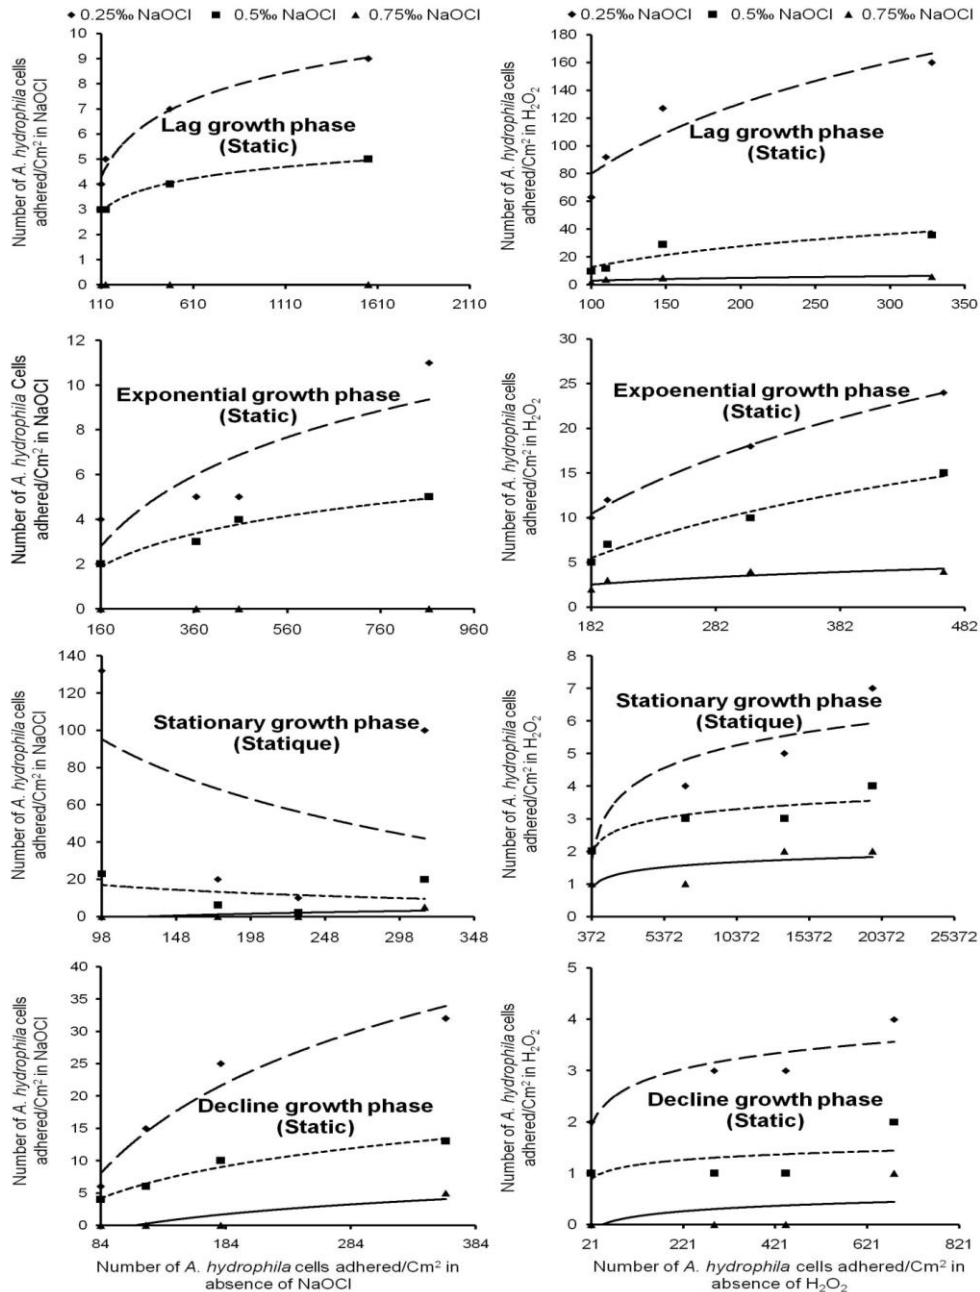 ◆ 0.25‰ NaOCl ■ 0.5‰ NaOCl ▲ 0.75‰ NaOCl
Number of A. hydrophila cells
adhered/Cm² in NaOCl
10
9
8
7
6
5
4
3
2
1
0
Lag growth phase
(Static)
110 610 1110 1610 2110
◆ 0.25‰ NaOCl ■ 0.5‰ NaOCl ▲ 0.75‰ NaOCl
Number of A. hydrophila cells
adhered/Cm² in H₂O₂
180
160
140
120
100
80
60
40
20
0
Lag growth phase
(Static)
100 150 200 250 300 350
Number of A. hydrophila Cells
adhered/Cm² in NaOCl
12
10
8
6
4
2
0
Exponential growth phase
(Static)
160 360 560 760 960
Number of A. hydrophila cells
adhered/Cm² in H₂O₂
30
25
20
15
10
5
0
Expoenential growth phase
(Static)
182 282 382 482
Number of A. hydrophila cells
adhered/Cm² in NaOCl
140
120
100
80
60
40
20
0
Stationary growth phase
(Statique)
98 148 198 248 298 348
Number of A. hydrophila cells
adhered/Cm² in H₂O₂
8
7
6
5
4
3
2
1
0
Stationary growth phase
(Statique)
372 5372 10372 15372 20372 25372
Number of A. hydrophila cells
adhered/Cm² in NaOCl
40
35
30
25
20
15
10
5
0
Decline growth phase
(Static)
84 184 284 384
Number of A. hydrophila cells adhered/Cm² in
absence of NaOCl
Number of A. hydrophila cells
adhered/Cm² in H₂O₂
5
4
3
2
1
0
Decline growth phase
(Static)
21 221 421 621 821
Number of A. hydrophila cells adhered/Cm² in
absence of H₂O₂